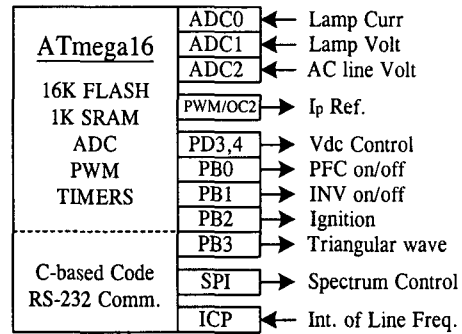 ATmega16
16K FLASH
1K SRAM
ADC
PWM
TIMERS
C-based Code
RS-232 Comm.
ADC0 Lamp Curr
ADC1 Lamp Volt
ADC2 AC line Volt
PWM/OC2 Ip Ref.
PD3,4 Vdc Control
PB0 PFC on/off
PB1 INV on/off
PB2 Ignition
PB3 Triangular wave
SPI Spectrum Control
ICP Int. of Line Freq.